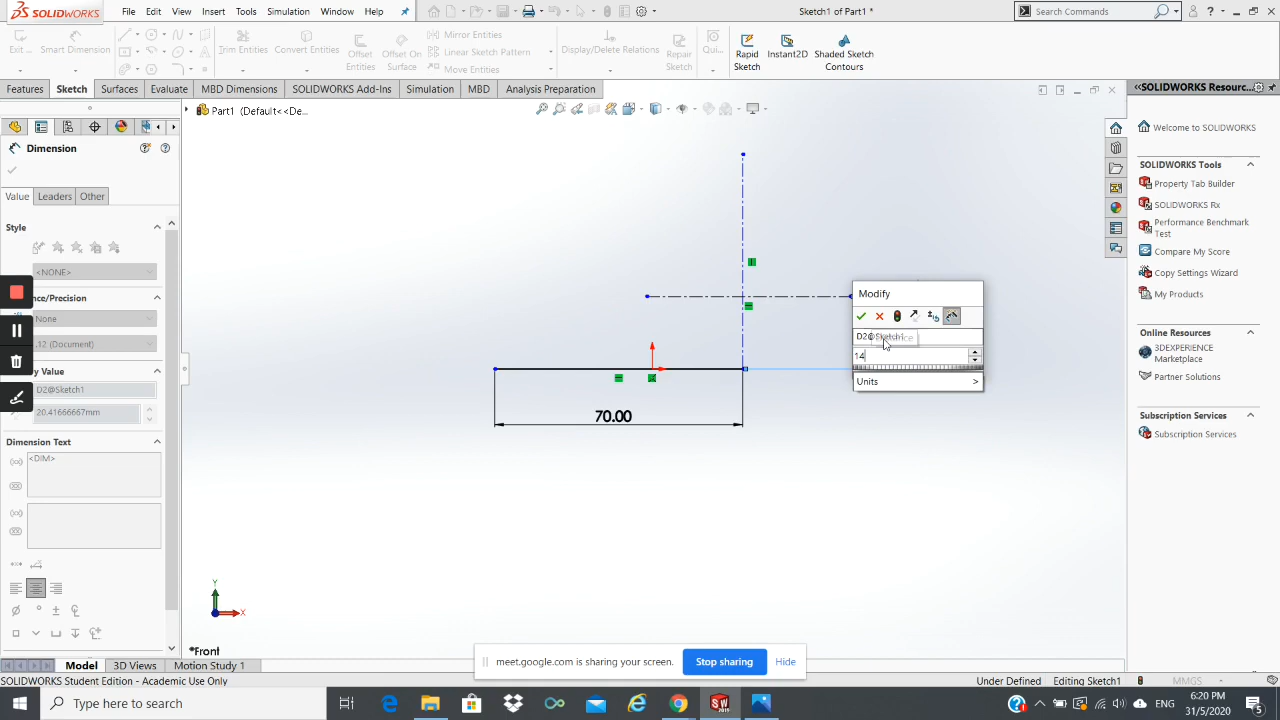 SOLIDWORKS
File Edit View Insert Tools Simulation Window Help
Sketch1 of Part1 *
Search Commands
Exit ... Smart Dimension Trim Entities Convert Entities Offset Entities Offset On Surface
Mirror Entities
Linear Sketch Pattern
Move Entities
Display/Delete Relations Repair Sketch Qui... Rapid Sketch Instant2D Shaded Sketch Contours
Features Sketch Surfaces Evaluate MBD Dimensions SOLIDWORKS Add-Ins Simulation MBD Analysis Preparation
<<SOLIDWORKS Resourc...
Part1 (Default<<De...
Welcome to SOLIDWORKS
Dimension
Value Leaders Other
Style
<NONE>
nce/Precision
None
.12 (Document)
y Value
D2@Sketch1
20.41666667mm
Dimension Text
<DIM>
70.00
Modify
D2@Sketch1
14
Units >
SOLIDWORKS Tools
Property Tab Builder
SOLIDWORKS Rx
Performance Benchmark Test
Compare My Score
Copy Settings Wizard
My Products
Online Resources
3DEXPERIENCE Marketplace
Partner Solutions
Subscription Services
Subscription Services
Y
X
*Front
meet.google.com is sharing your screen. Stop sharing Hide
Model 3D Views Motion Study 1
SOLIDWORKS Student Edition - Academic Use Only
Under Defined Editing Sketch1 MMGS
Type here to search
ENG
6:20 PM
31/5/2020